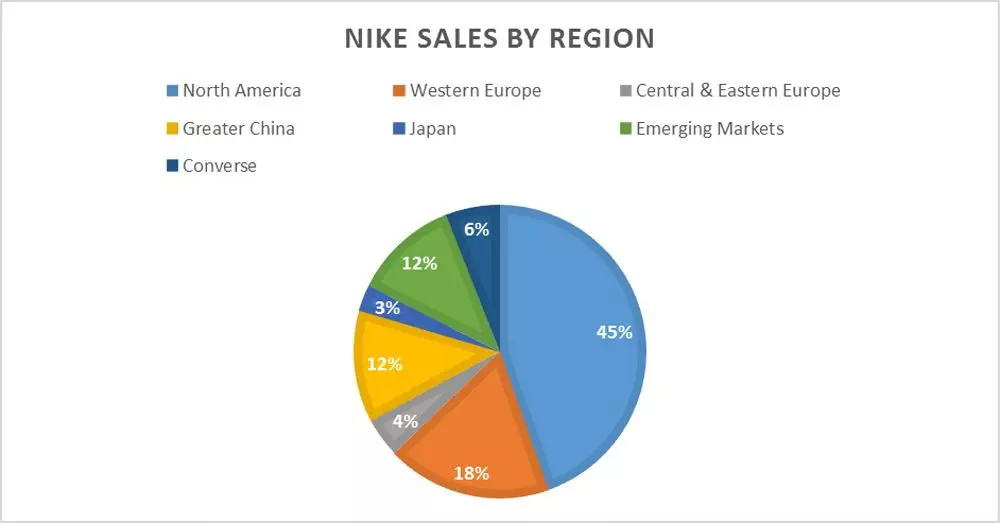 NIKE SALES BY REGION
North America Western Europe Central & Eastern Europe
Greater China Japan Emerging Markets
Converse
6%
12%
3%
45%
12%
4%
18%